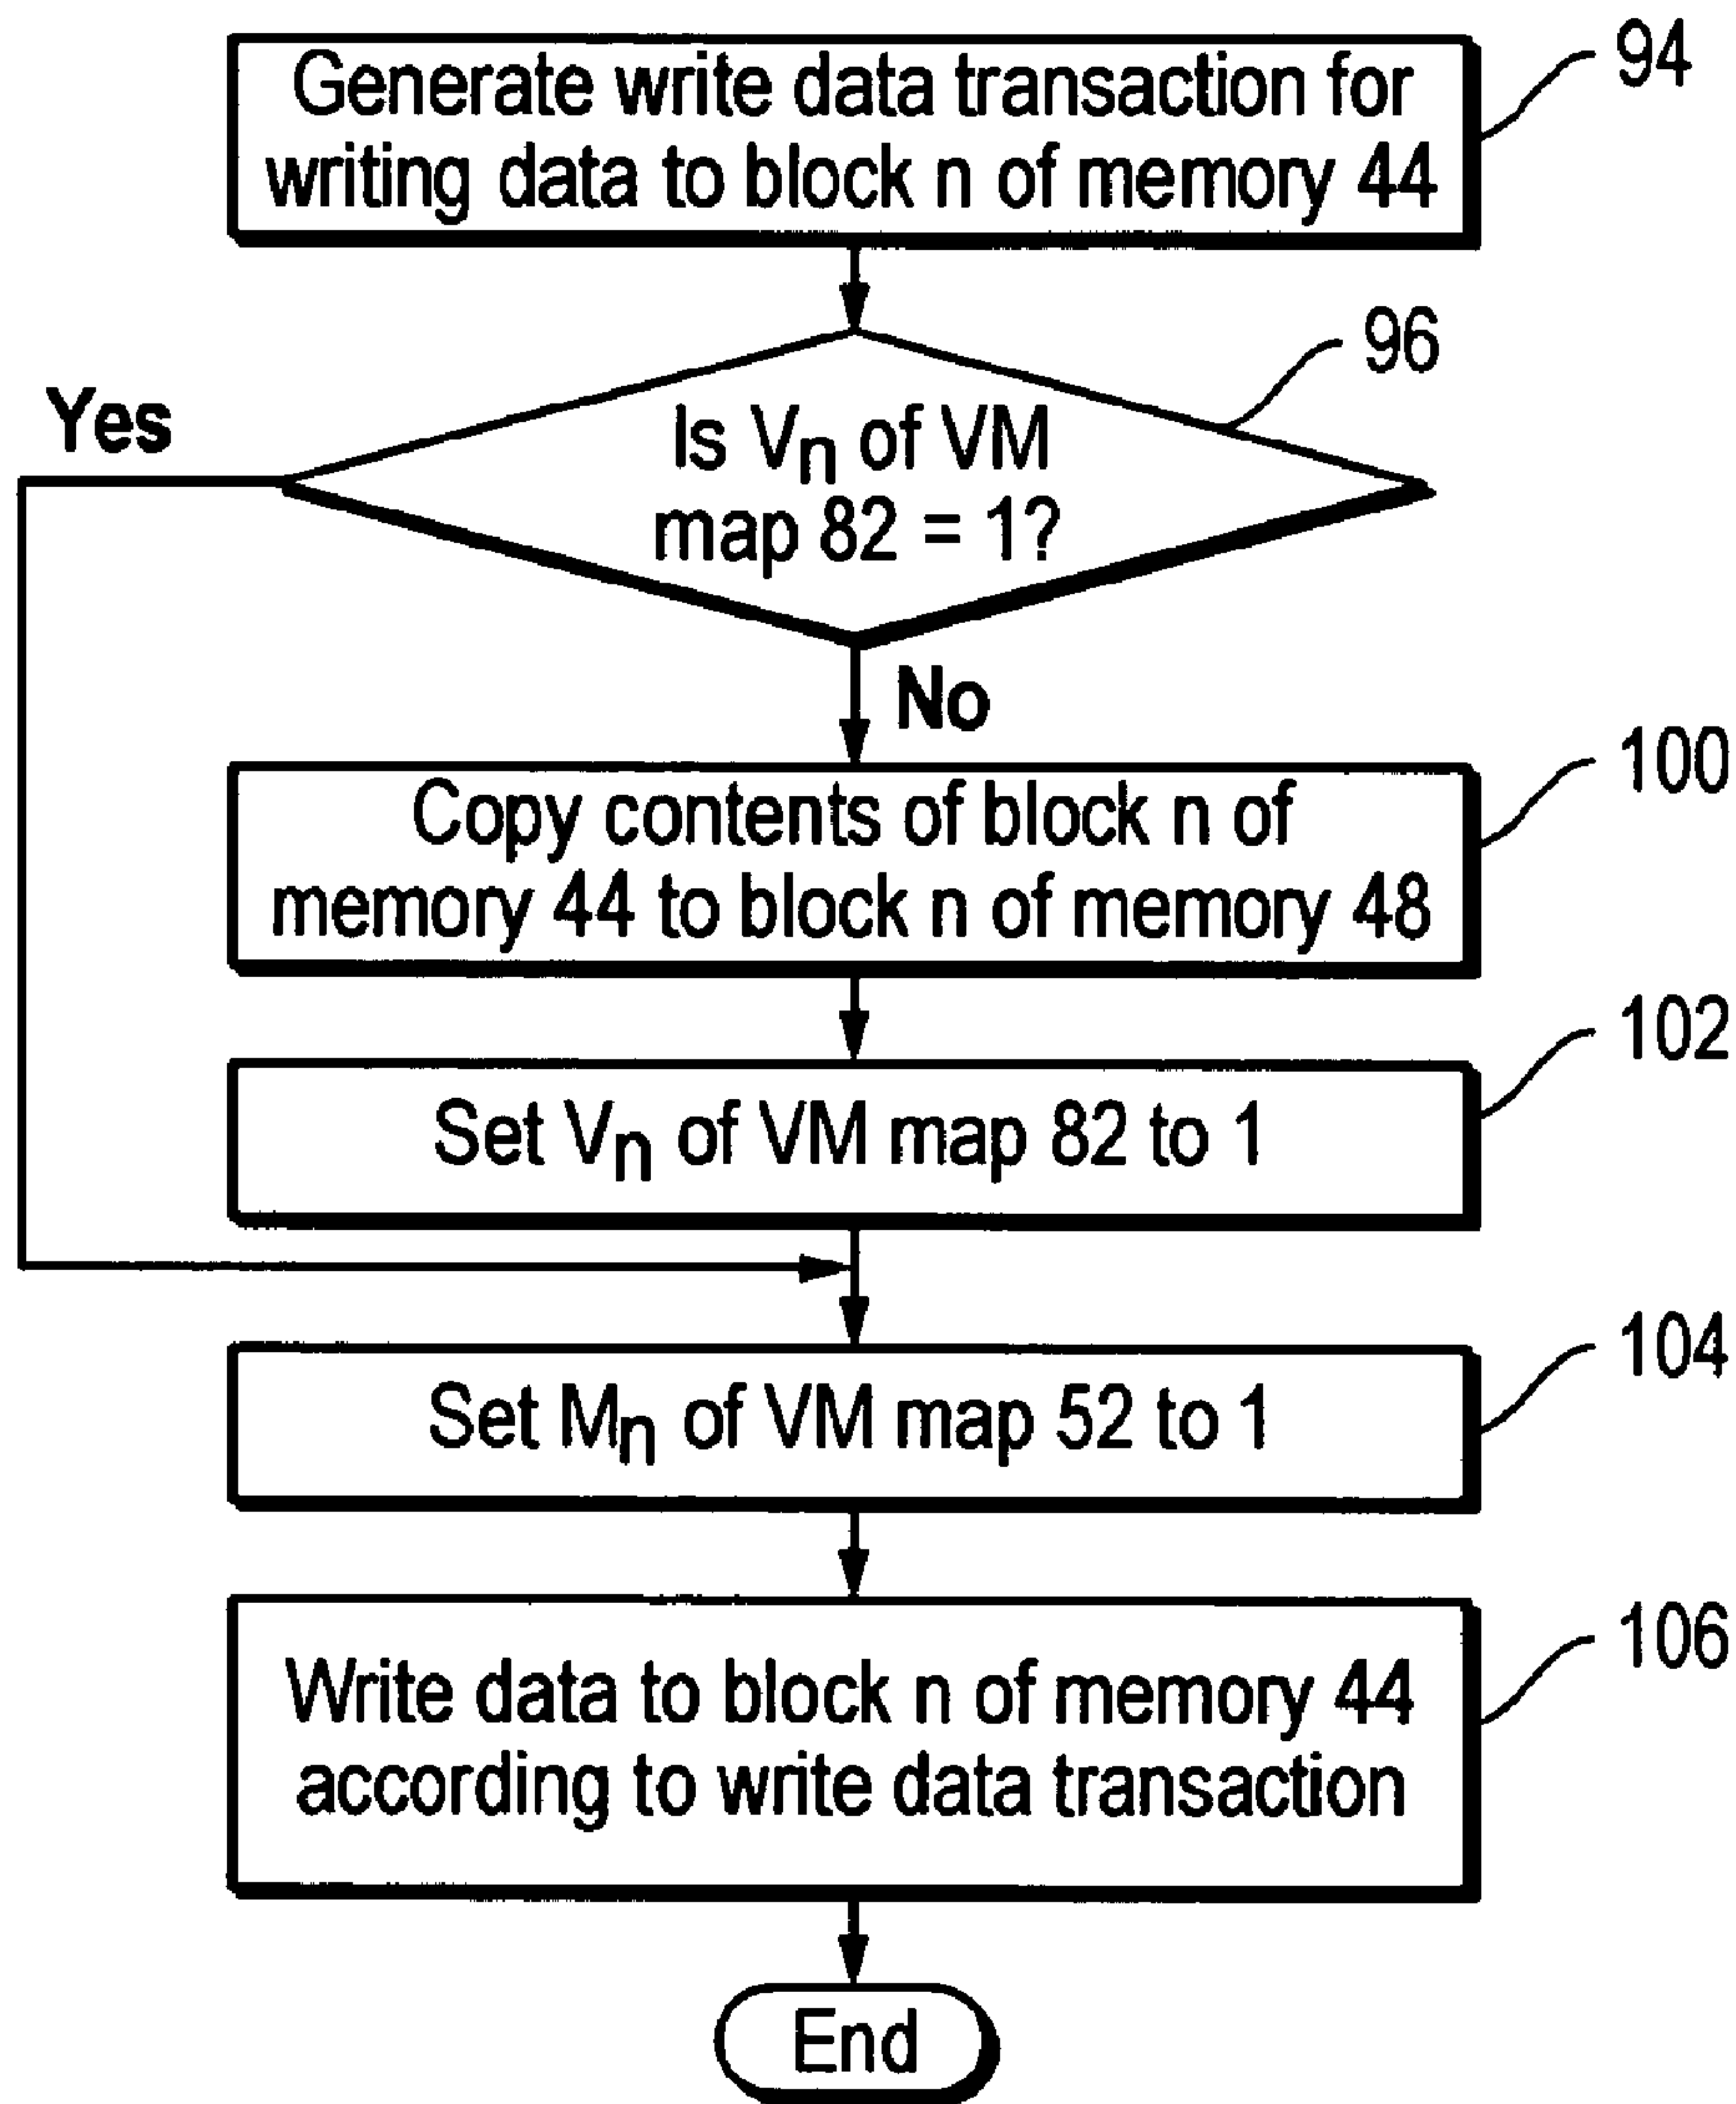 Generate write data transaction for
writing data to block n of memory 44
94
Is Vn of VM
map 82 = 1?
96
Yes
No
Copy contents of block n of
memory 44 to block n of memory 48
100
Set Vn of VM map 82 to 1
102
Set Mn of VM map 52 to 1
104
Write data to block n of memory 44
according to write data transaction
106
End